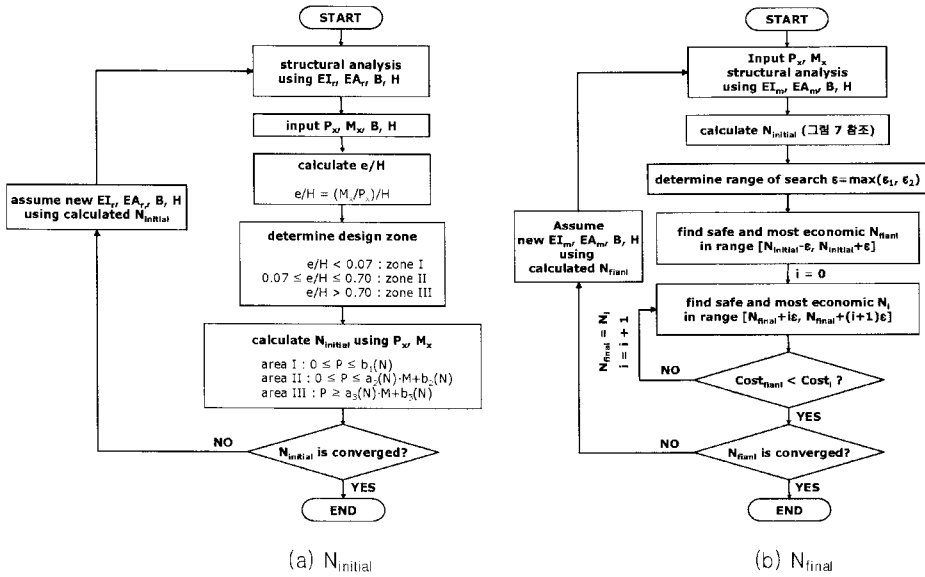 START
structural analysis
using EIr, EAr, B, H
input Px, Mx, B, H
calculate e/H
e/H = (Mx/Px)/H
assume new EIr, EAr, B, H
using calculated Ninitial
determine design zone
e/H < 0.07 : zone I
0.07 ≤ e/H ≤ 0.70 : zone II
e/H > 0.70 : zone III
calculate Ninitial using Px, Mx
area I : 0 ≤ P ≤ b1(N)
area II : 0 ≤ P ≤ a2(N)·M+b2(N)
area III : P ≥ a3(N)·M+b3(N)
NO
Ninitial is converged?
YES
END
(a) Ninitial
START
Input Px, Mx
structural analysis
using EIm, EAm, B, H
calculate Ninitial (그림 7 참조)
determine range of search ε=max(ε1, ε2)
Assume
new EIm, EAm, B, H
using
calculated Nfianl
find safe and most economic Nfianl
in range [Ninitial-ε, Ninitial+ε]
i = 0
find safe and most economic Ni
in range [Nfinal+iε, Nfinal+(i+1)ε]
Nfinal = Ni
i = i + 1
NO
Costfianl < Costi ?
YES
NO
Nfianl is converged?
YES
END
(b) Nfinal